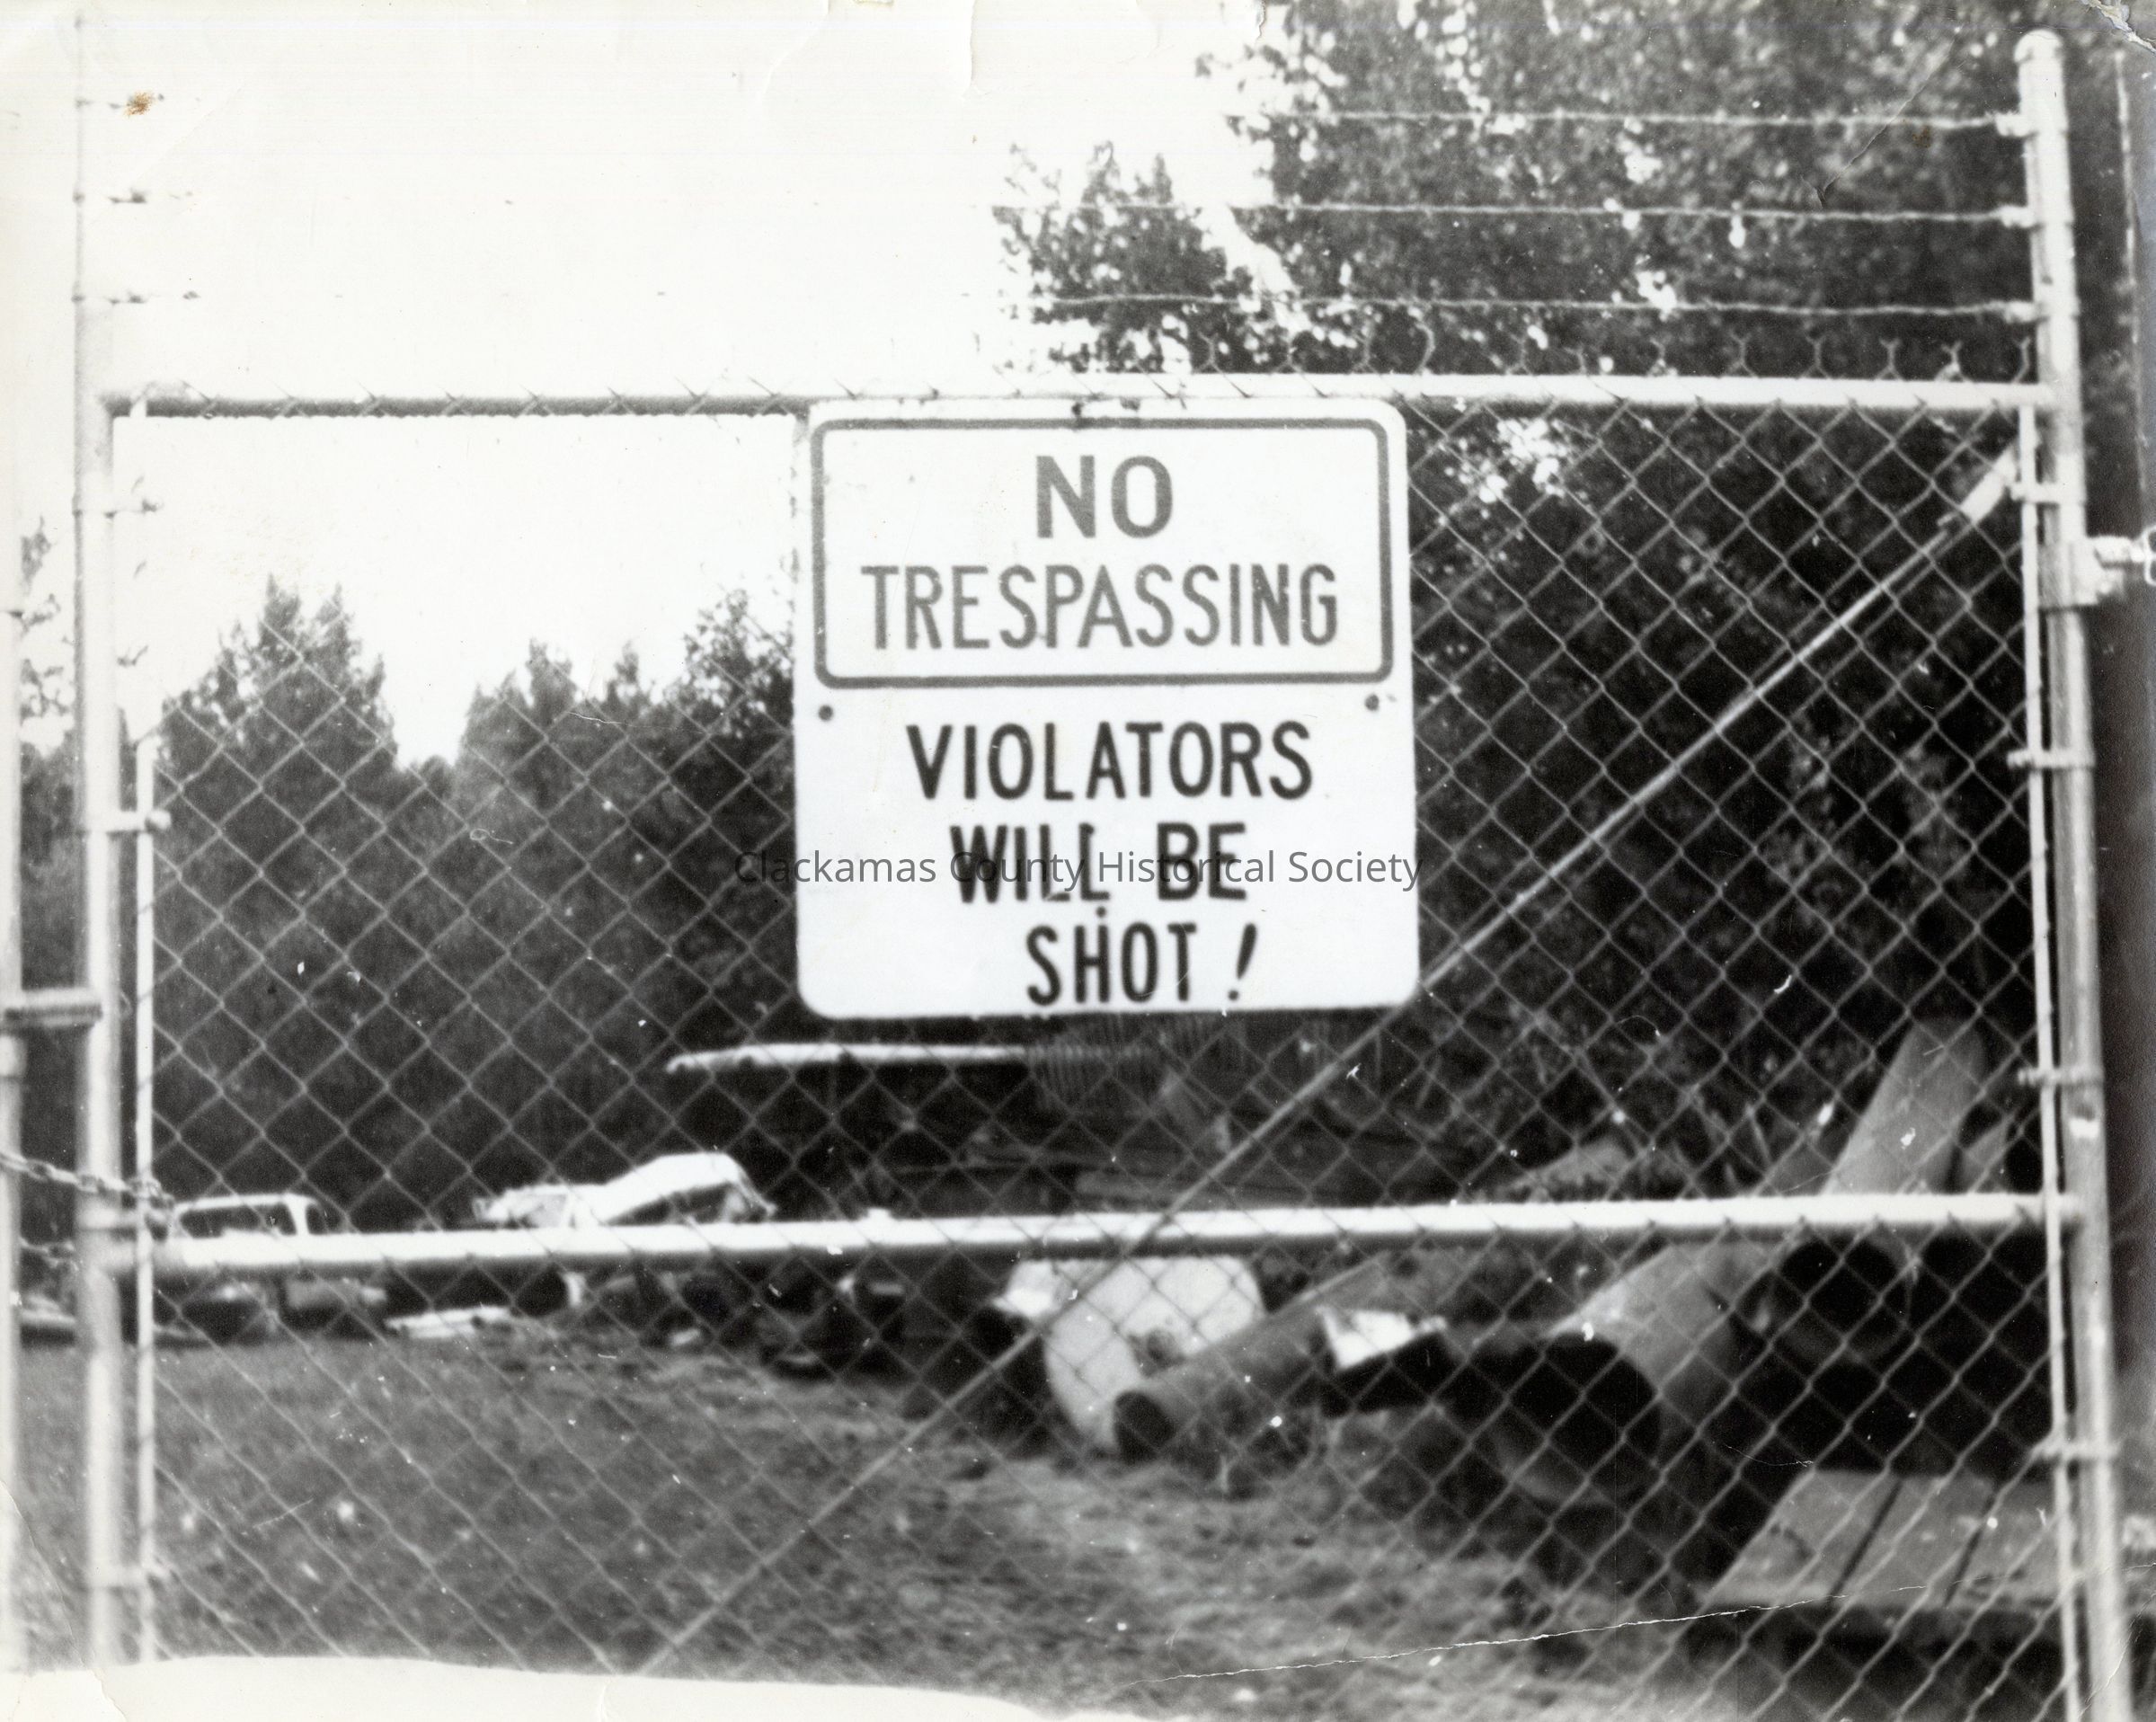 NO
TRESPASSING
VIOLATORS
WILL BE
SHOT!
Clackamas County Historical Society